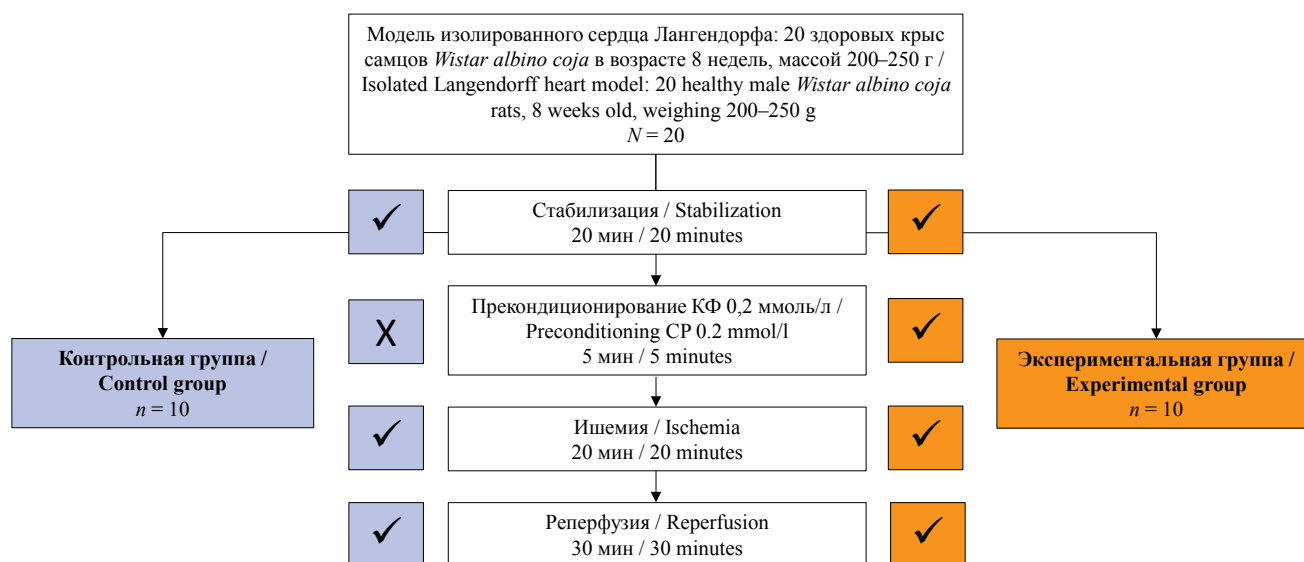 Модель изолированного сердца Лангендорфа: 20 здоровых крыс
самцов Wistar albino coja в возрасте 8 недель, массой 200–250 г /
Isolated Langendorff heart model: 20 healthy male Wistar albino coja
rats, 8 weeks old, weighing 200–250 g
N = 20
✓
Стабилизация / Stabilization
20 мин / 20 minutes
✓
X
Прекондиционирование КФ 0,2 ммоль/л /
Preconditioning CP 0.2 mmol/l
5 мин / 5 minutes
✓
Контрольная группа /
Control group
n = 10
Экспериментальная группа /
Experimental group
n = 10
✓
Ишемия / Ischemia
20 мин / 20 minutes
✓
✓
Реперфузия / Reperfusion
30 мин / 30 minutes
✓